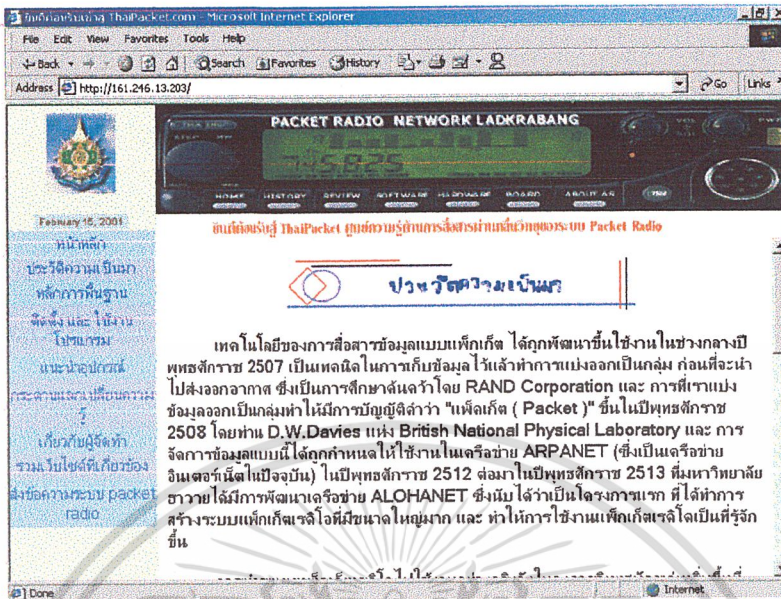 ยินดีต้อนรับเข้าสู่ ThaiPacket.com - Microsoft Internet Explorer
File Edit View Favorites Tools Help
Back Search Favorites History
Address http://161.246.13.203/ Go Links
PACKET RADIO NETWORK LADKRABANG
745.825
HOME HISTORY REVIEW SOFTWARE HARDWARE BOARD ABOUT AS
February 15, 2001
ยินดีต้อนรับสู่ ThaiPacket ศูนย์ความรู้ด้านการสื่อสารผ่านคลื่นวิทยุของระบบ Packet Radio
หน้าหลัก
ประวัติความเป็นมา
หลักการพื้นฐาน
ติดตั้ง และ ใช้งาน
โปรแกรม
แนะนำอุปกรณ์
กระดานแลกเปลี่ยนความ
รู้
เกี่ยวกับผู้จัดทำ
รวมเว็บไซต์ที่เกี่ยวข้อง
ส่งข้อความระบบ packet
radio
ประวัติความเป็นมา
เทคโนโลยีของการสื่อสารข้อมูลแบบแพ็กเก็ต ได้ถูกพัฒนาขึ้นใช้งานในช่วงกลางปี
พุทธศักราช 2507 เป็นเทคนิคในการเก็บข้อมูลไว้แล้วทำการแบ่งออกเป็นกลุ่ม ก่อนที่จะนำ
ไปส่งออกอากาศ ซึ่งเป็นการศึกษาค้นคว้าโดย RAND Corporation และ การที่เราแบ่ง
ข้อมูลออกเป็นกลุ่มทำให้มีการบัญญัติคำว่า "แพ็คเก็ต ( Packet )" ขึ้นในปีพุทธศักราช
2508 โดยท่าน D.W.Davies แห่ง British National Physical Laboratory และ การ
จัดการข้อมูลแบบนี้ได้ถูกกำหนดให้ใช้งานในเครือข่าย ARPANET (ซึ่งเป็นเครือข่าย
อินเตอร์เน็ตในปัจจุบัน) ในปีพุทธศักราช 2512 ต่อมาในปีพุทธศักราช 2513 ที่มหาวิทยาลัย
ฮาวายได้มีการพัฒนาเครือข่าย ALOHANET ซึ่งนับได้ว่าเป็นโครงการแรก ที่ได้ทำการ
สร้างระบบแพ็กเก็ตเรดิโอที่มีขนาดใหญ่มาก และ ทำให้การใช้งานแพ็กเก็ตเรดิโอเป็นที่รู้จัก
ขึ้น
Done Internet